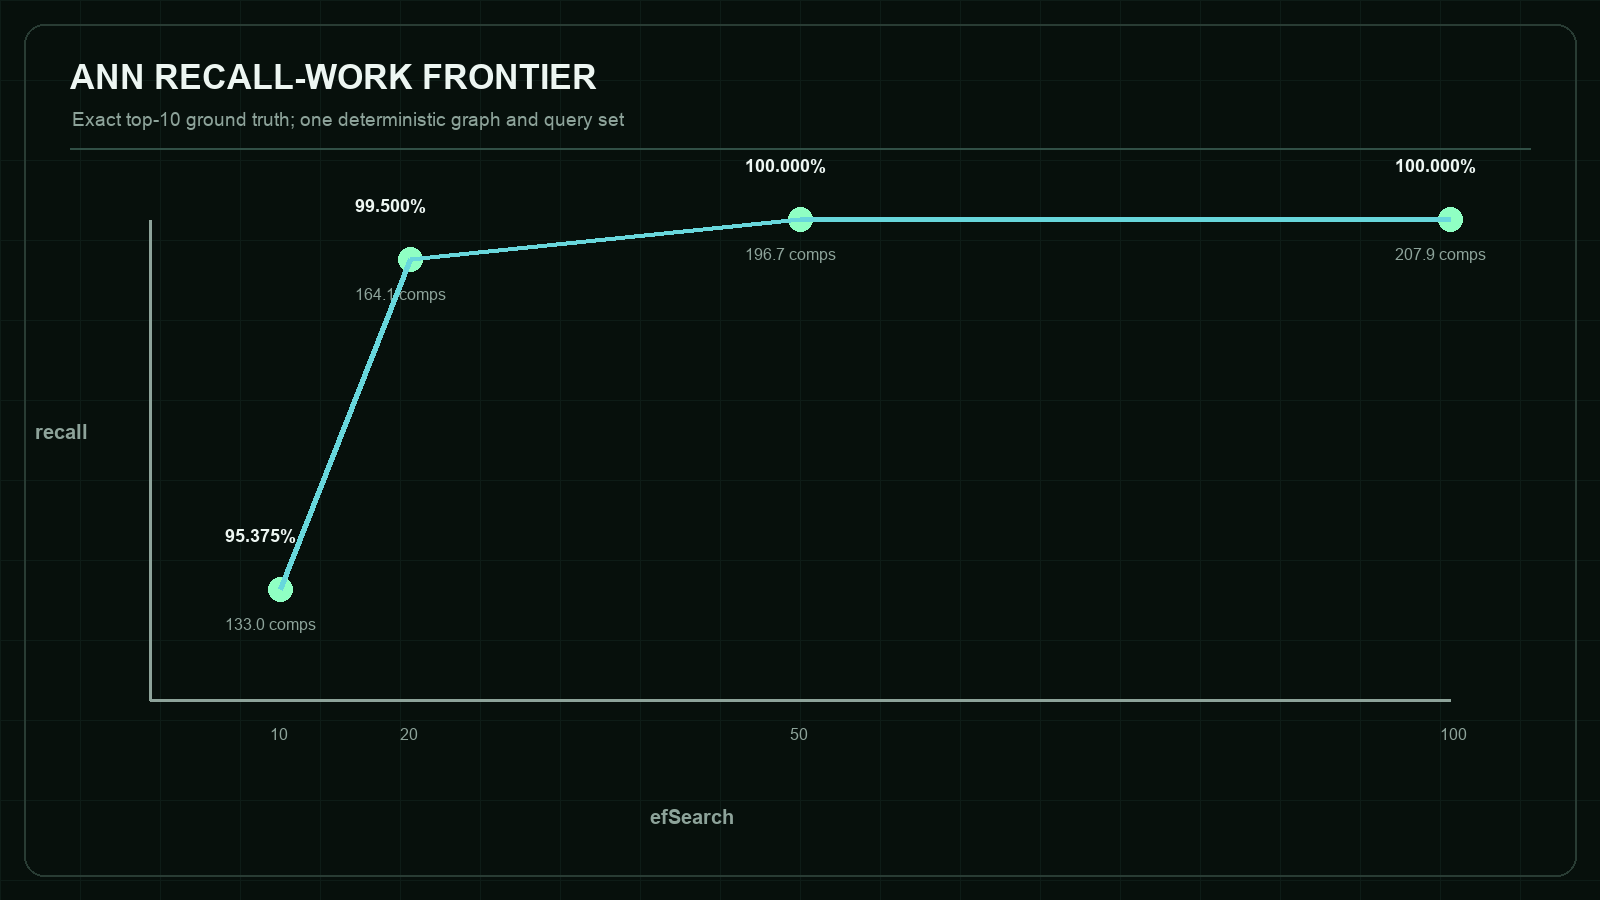 ANN RECALL-WORK FRONTIER
Exact top-10 ground truth; one deterministic graph and query set
100.000%
100.000%
99.500%
196.7 comps
207.9 comps
164.1 comps
recall
95.375%
133.0 comps
10
20
50
100
efSearch